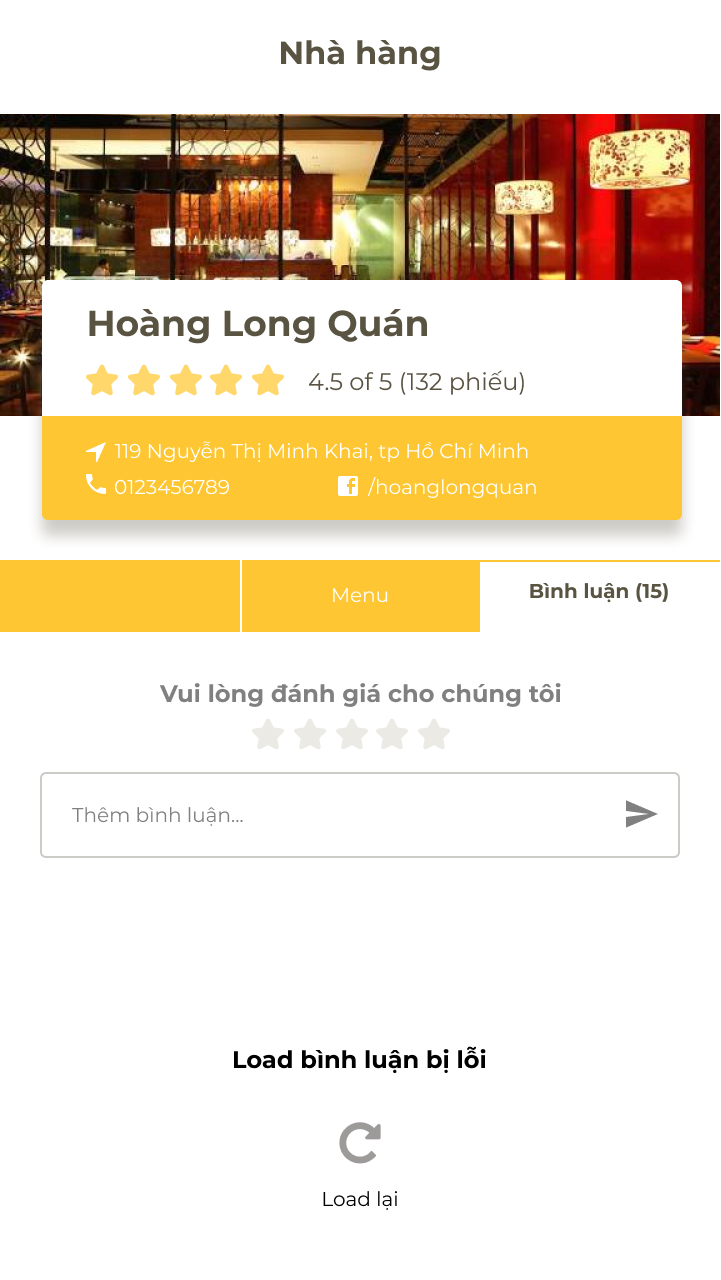 Nhà hàng
Hoàng Long Quán
4.5 of 5 (132 phiếu)
119 Nguyễn Thị Minh Khai, tp Hồ Chí Minh
0123456789
/hoanglongquan
Menu
Bình luận (15)
Vui lòng đánh giá cho chúng tôi
Thêm bình luận...
Load bình luận bị lỗi
Load lại